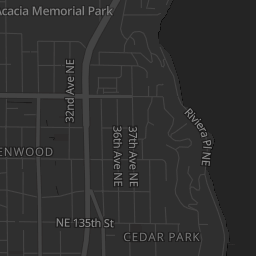 Acacia Memorial Park
32nd Ave NE
Riviera Pl NE
36th Ave NE
37th Ave NE
ENWOOD
NE 135th St
CEDAR PARK